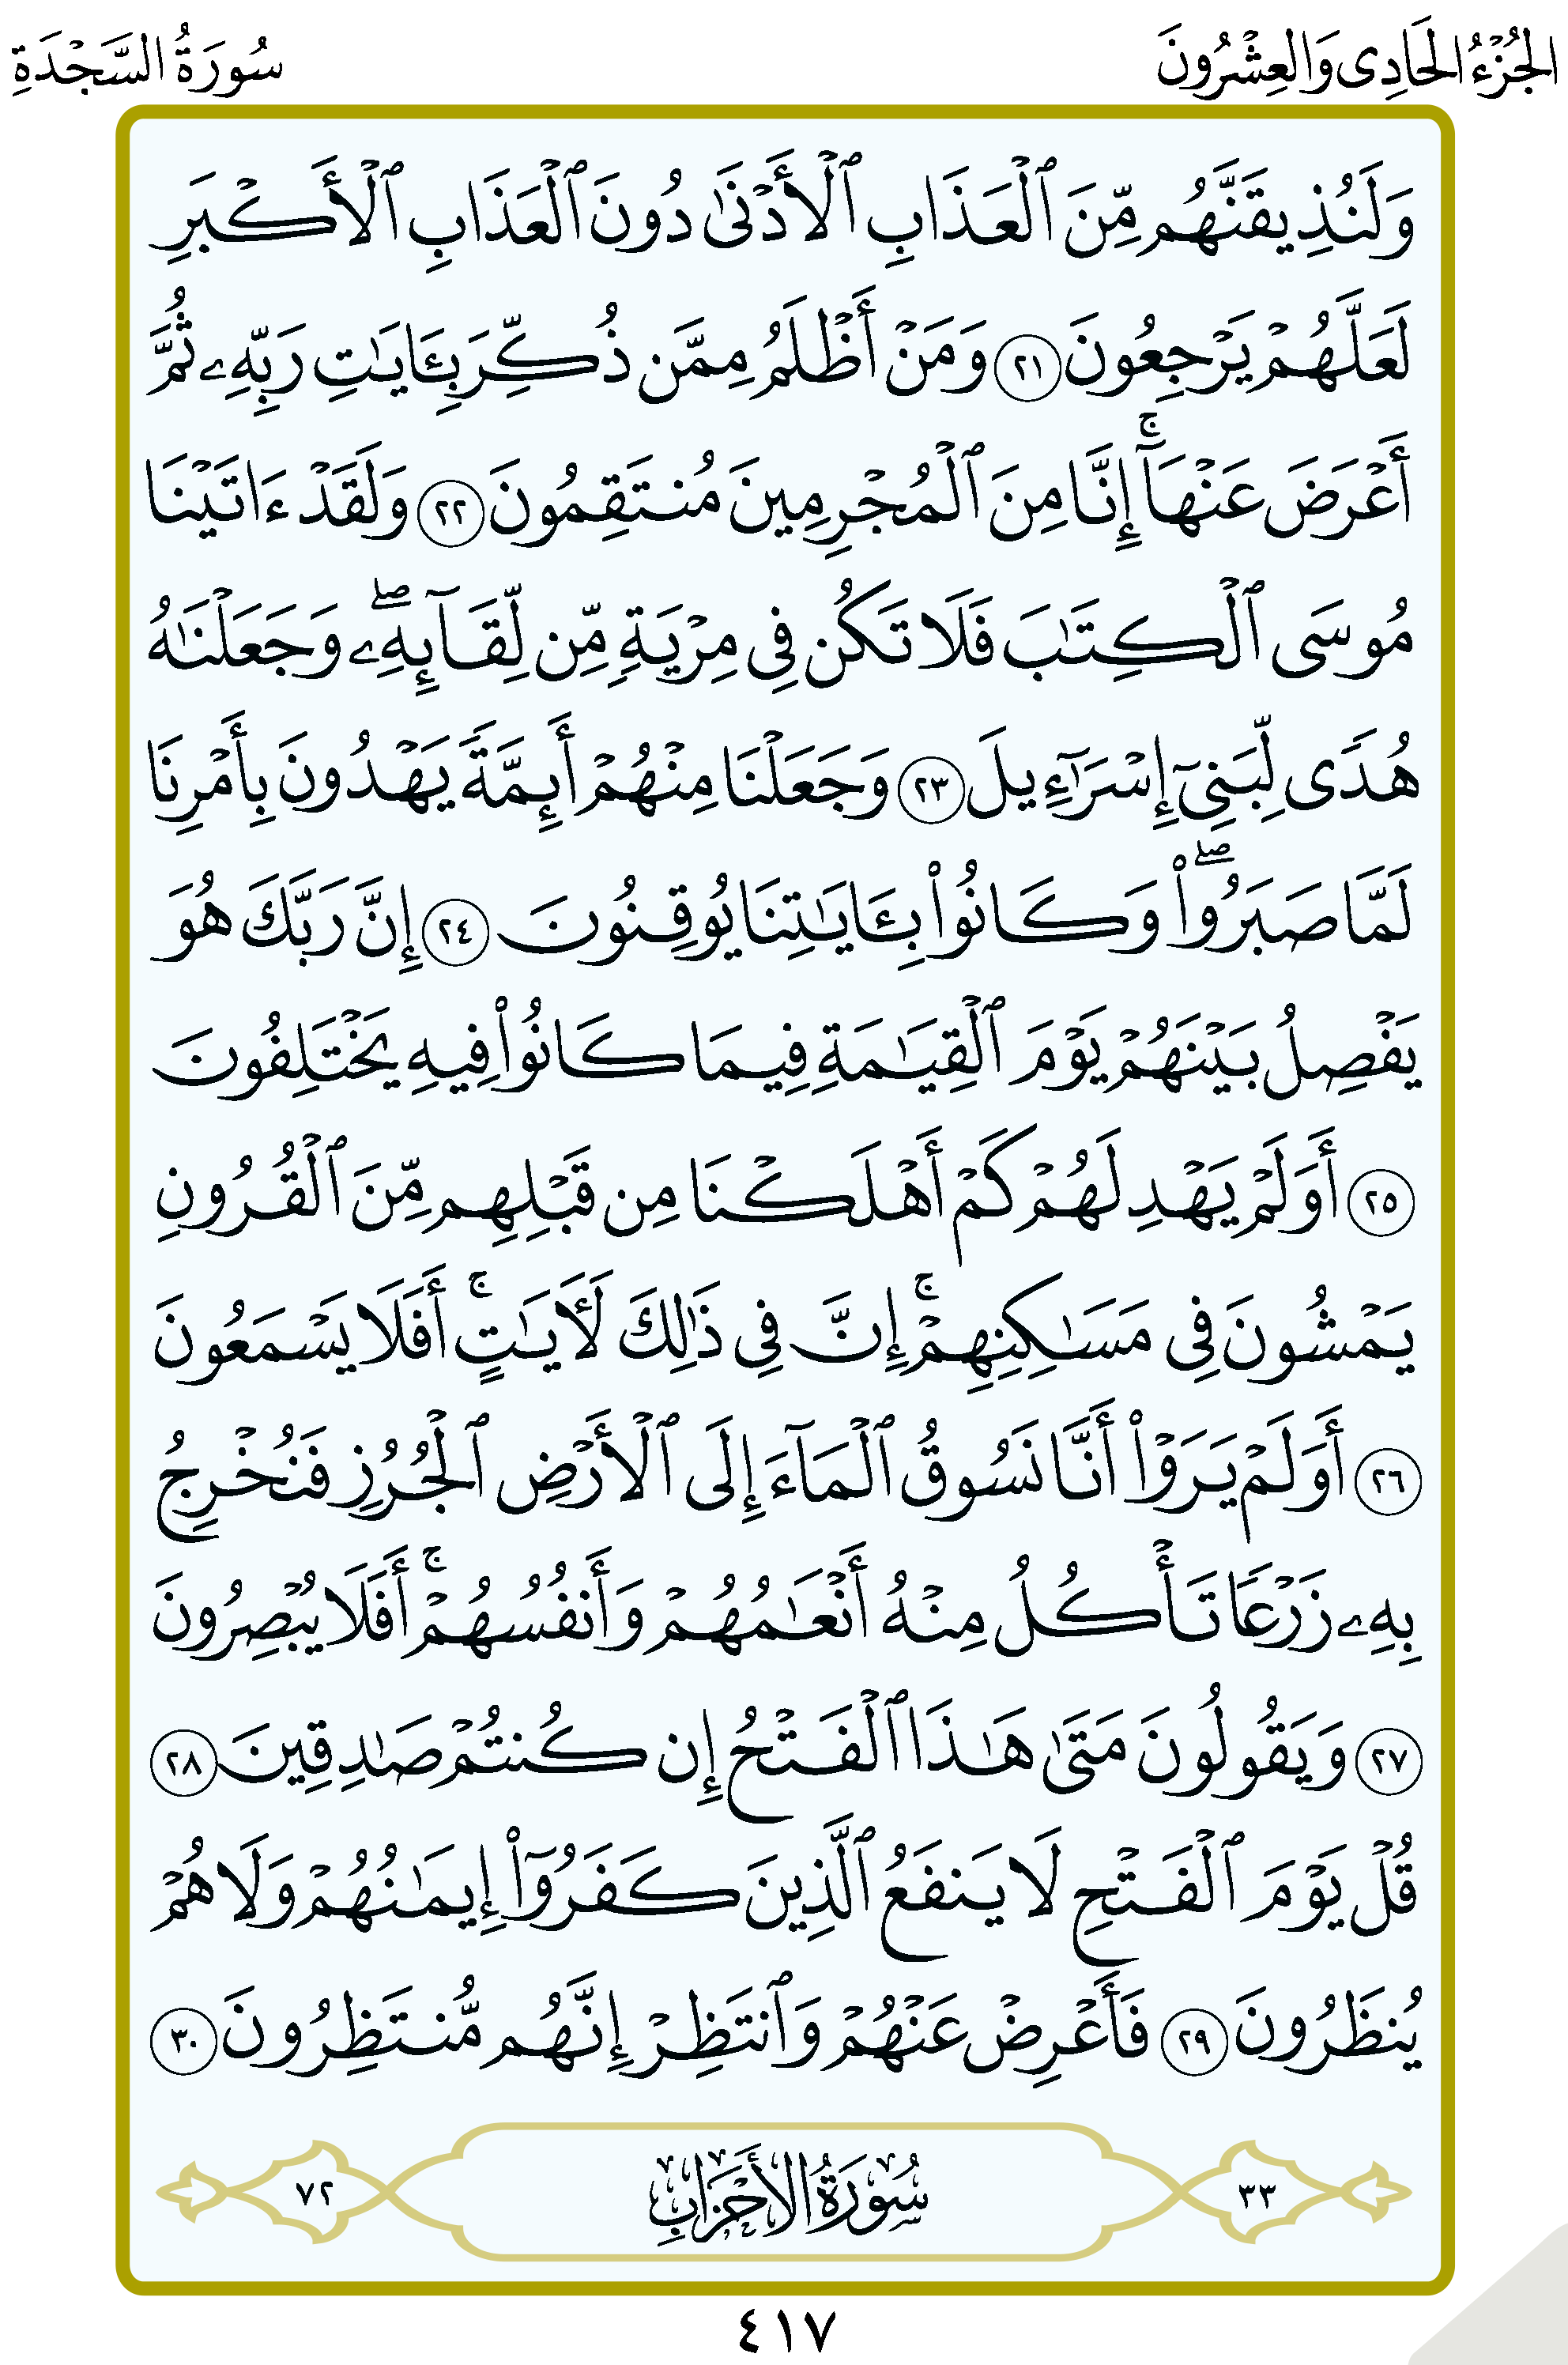 الجُزْءُ الحَادِى وَالعِشْرُونَ
سُورَةُ السَّجْدَةِ
وَلَنُذِيقَنَّهُم مِّنَ ٱلْعَذَابِ ٱلْأَدْنَىٰ دُونَ ٱلْعَذَابِ ٱلْأَكْبَرِ
لَعَلَّهُمْ يَرْجِعُونَ ٢١ وَمَنْ أَظْلَمُ مِمَّن ذُكِّرَ بِـَٔايَـٰتِ رَبِّهِۦ ثُمَّ
أَعْرَضَ عَنْهَآ ۚ إِنَّا مِنَ ٱلْمُجْرِمِينَ مُنتَقِمُونَ ٢٢ وَلَقَدْ ءَاتَيْنَا
مُوسَى ٱلْكِتَـٰبَ فَلَا تَكُن فِى مِرْيَةٍ مِّن لِّقَآئِهِۦ ۖ وَجَعَلْنَـٰهُ
هُدًى لِّبَنِىٓ إِسْرَٰٓءِيلَ ٢٣ وَجَعَلْنَا مِنْهُمْ أَئِمَّةً يَهْدُونَ بِأَمْرِنَا
لَمَّا صَبَرُوا۟ ۖ وَكَانُوا۟ بِـَٔايَـٰتِنَا يُوقِنُونَ ٢٤ إِنَّ رَبَّكَ هُوَ
يَفْصِلُ بَيْنَهُمْ يَوْمَ ٱلْقِيَـٰمَةِ فِيمَا كَانُوا۟ فِيهِ يَخْتَلِفُونَ
٢٥ أَوَلَمْ يَهْدِ لَهُمْ كَمْ أَهْلَكْنَا مِن قَبْلِهِم مِّنَ ٱلْقُرُونِ
يَمْشُونَ فِى مَسَـٰكِنِهِمْ ۚ إِنَّ فِى ذَٰلِكَ لَـَٔايَـٰتٍ ۚ أَفَلَا يَسْمَعُونَ
٢٦ أَوَلَمْ يَرَوْا۟ أَنَّا نَسُوقُ ٱلْمَآءَ إِلَى ٱلْأَرْضِ ٱلْجُرُزِ فَنُخْرِجُ
بِهِۦ زَرْعًا تَأْكُلُ مِنْهُ أَنْعَـٰمُهُمْ وَأَنفُسُهُمْ ۚ أَفَلَا يُبْصِرُونَ
٢٧ وَيَقُولُونَ مَتَىٰ هَـٰذَا ٱلْفَتْحُ إِن كُنتُمْ صَـٰدِقِينَ ٢٨
قُلْ يَوْمَ ٱلْفَتْحِ لَا يَنفَعُ ٱلَّذِينَ كَفَرُوٓا۟ إِيمَـٰنُهُمْ وَلَا هُمْ
يُنظَرُونَ ٢٩ فَأَعْرِضْ عَنْهُمْ وَٱنتَظِرْ إِنَّهُم مُّنتَظِرُونَ ٣٠
٣٣ سُورَةُ الأَحْزَابِ ٧٢
٤١٧